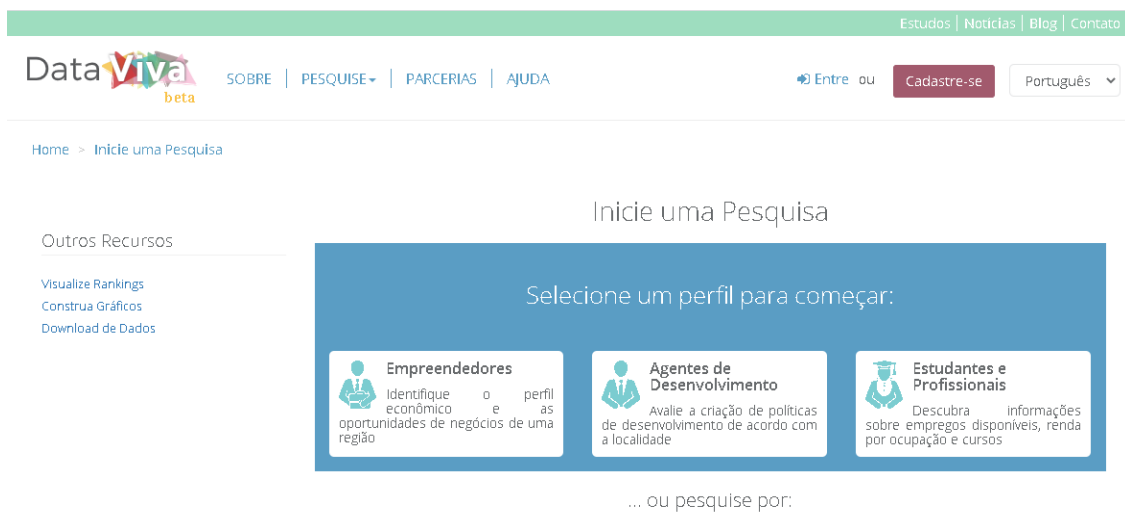 Estudos | Noticias | Blog | Contato
DataViva
beta
SOBRE | PESQUISE | PARCERIAS | AJUDA
Entre ou Cadastre-se Português
Home > Inicie uma Pesquisa
Inicie uma Pesquisa
Outros Recursos
Visualize Rankings
Construa Gráficos
Download de Dados
Selecione um perfil para começar:
Empreendedores
Identifique o perfil
econômico e as
oportunidades de negócios de uma
região
Agentes de
Desenvolvimento
Avalie a criação de políticas
de desenvolvimento de acordo com
a localidade
Estudantes e
Profissionais
Descubra informações
sobre empregos disponíveis, renda
por ocupação e cursos
... ou pesquise por: